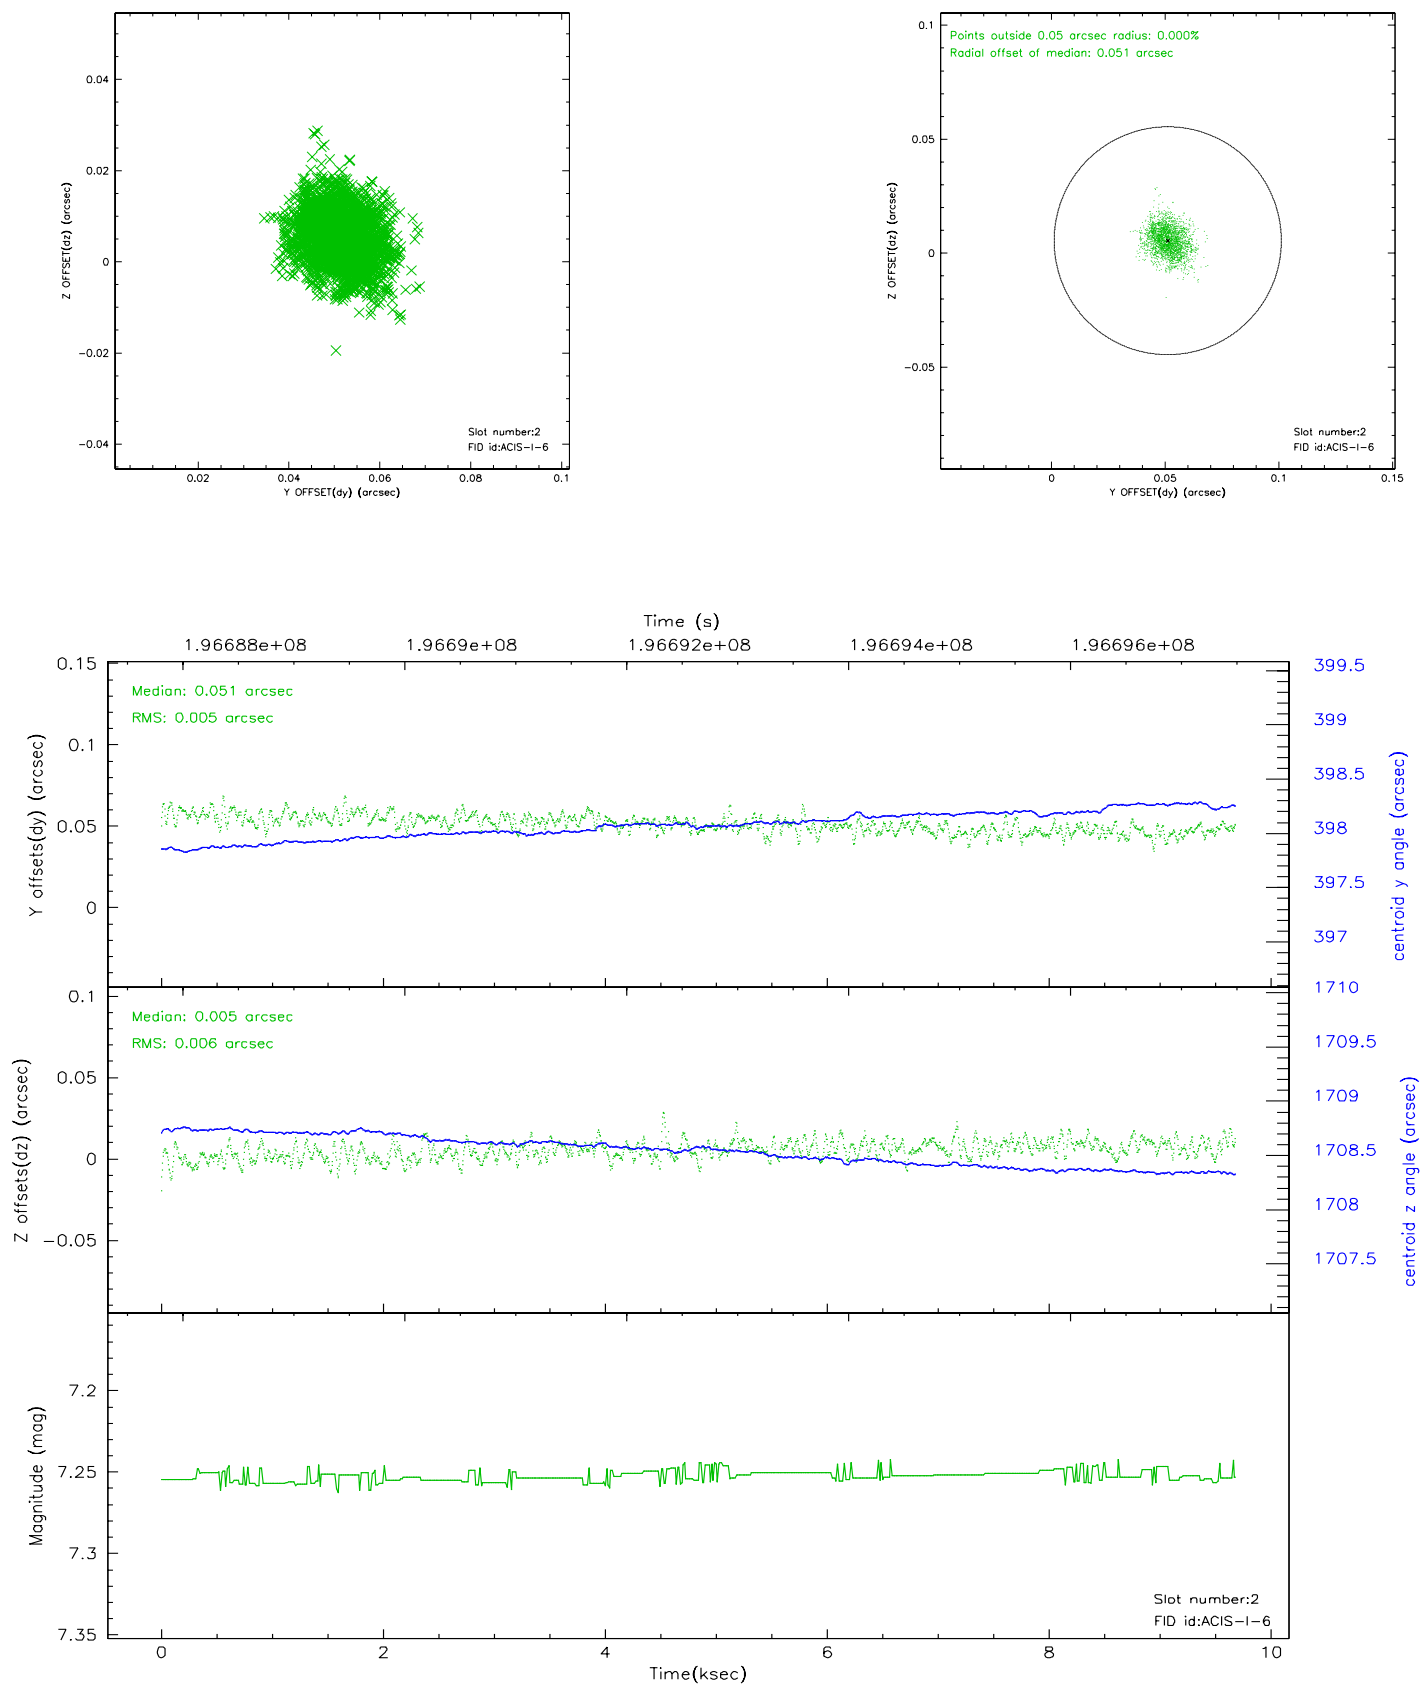 0.04
0.02
0
-0.02
-0.04
Z OFFSET(dz) (arcsec)
Slot number:2
FID id:ACIS-I-6
0.02
0.04
0.06
0.08
0.1
Y OFFSET(dy) (arcsec)
Points outside 0.05 arcsec radius: 0.000%
Radial offset of median: 0.051 arcsec
0.1
0.05
0
-0.05
Z OFFSET(dz) (arcsec)
Slot number:2
FID id:ACIS-I-6
0
0.05
0.1
0.15
Y OFFSET(dy) (arcsec)
Time (s)
1.96688e+08
1.9669e+08
1.96692e+08
1.96694e+08
1.96696e+08
Median: 0.051 arcsec
RMS: 0.005 arcsec
0.15
0.1
0.05
0
Y offsets(dy) (arcsec)
399.5
399
398.5
398
397.5
397
centroid y angle (arcsec)
Median: 0.005 arcsec
RMS: 0.006 arcsec
0.1
0.05
0
-0.05
Z offsets(dz) (arcsec)
1710
1709.5
1709
1708.5
1708
1707.5
centroid z angle (arcsec)
7.2
7.25
7.3
7.35
Magnitude (mag)
Slot number:2
FID id:ACIS-I-6
0
2
4
6
8
10
Time(ksec)